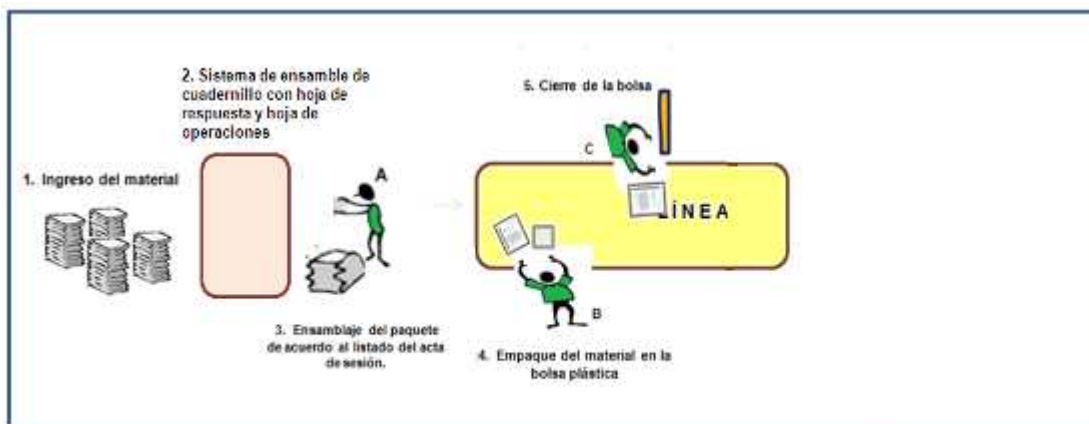 2. Sistema de ensamble de
cuadernillo con hoja de
respuesta y hoja de
operaciones
5. Cierre de la bolsa
C
1. Ingreso del material
A
LÍNEA
B
3. Ensamblaje del paquete
de acuerdo al listado del acta
de sesión.
4. Empaque del material en la
bolsa plástica